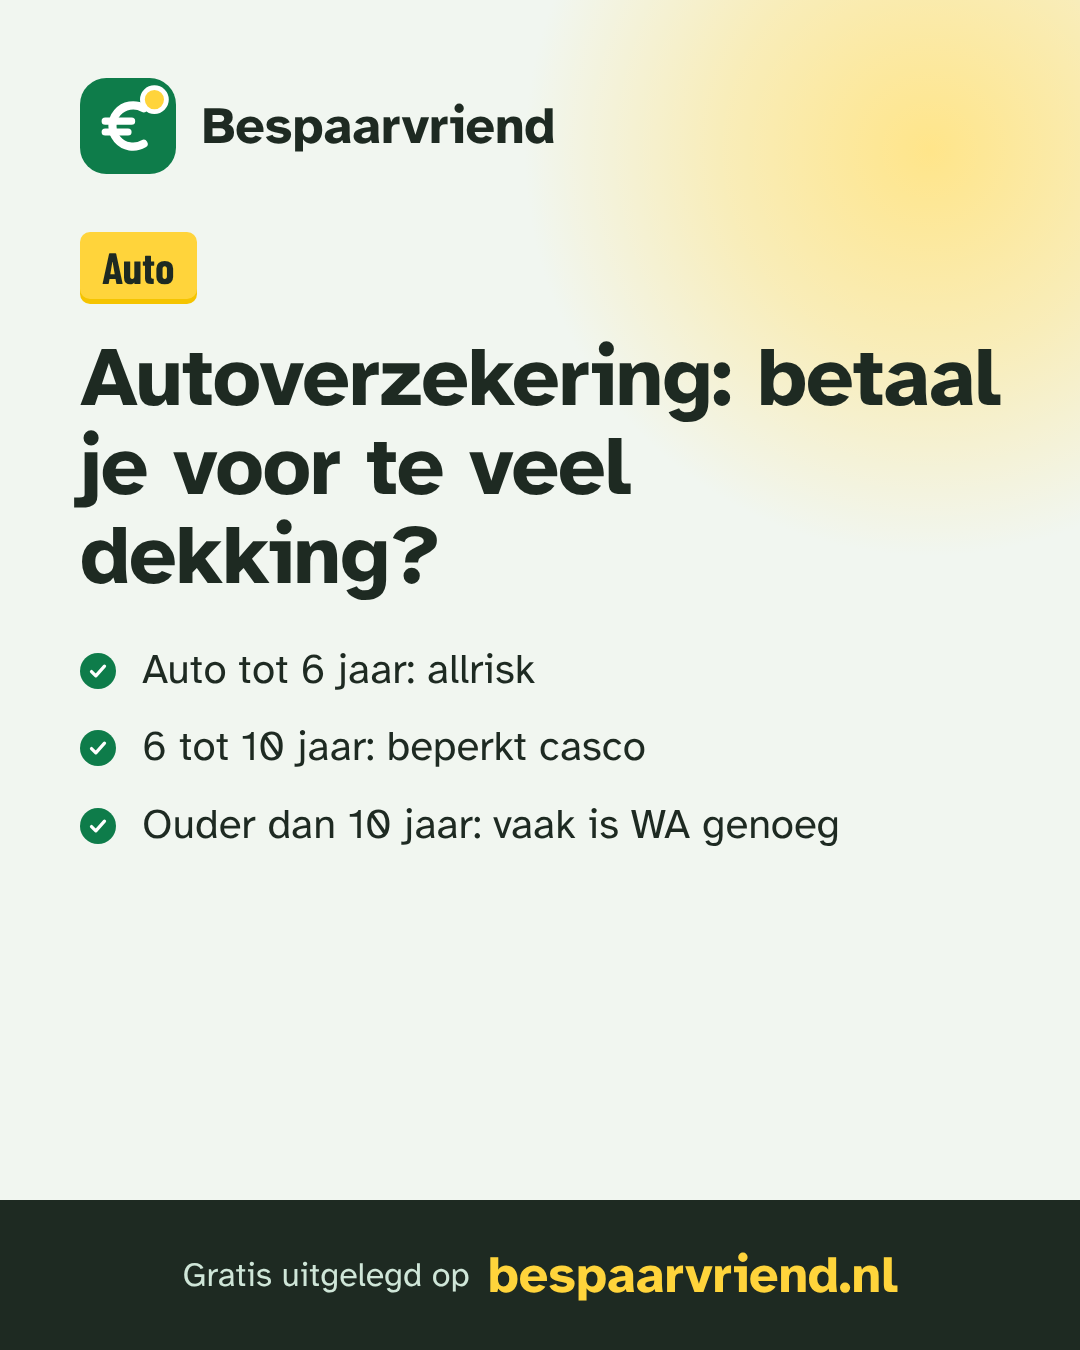 €
Bespaarvriend
Auto
Autoverzekering: betaal
je voor te veel
dekking?
Auto tot 6 jaar: allrisk
6 tot 10 jaar: beperkt casco
Ouder dan 10 jaar: vaak is WA genoeg
Gratis uitgelegd op bespaarvriend.nl